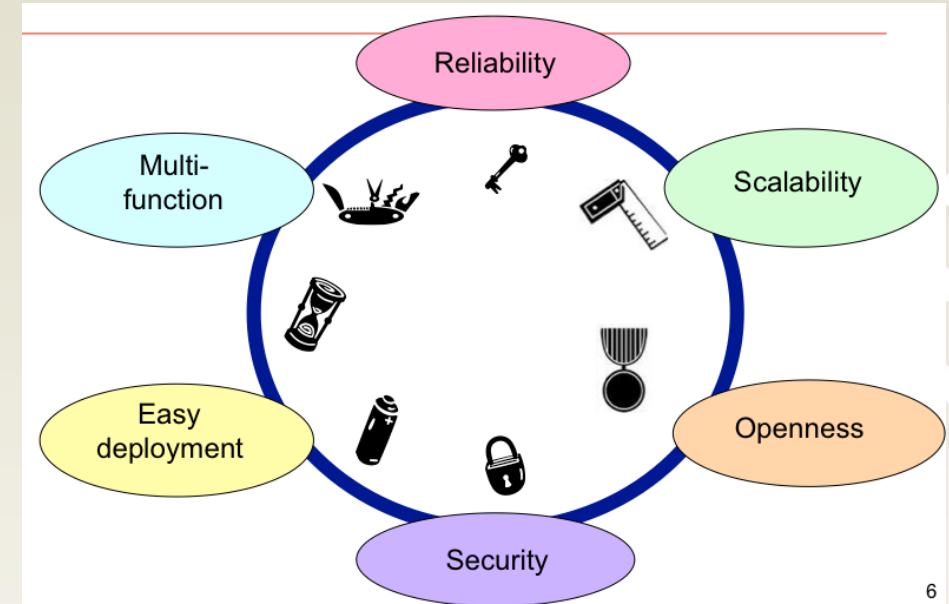 Reliability
Multi-
function
Scalability
Easy
deployment
Openness
Security
6